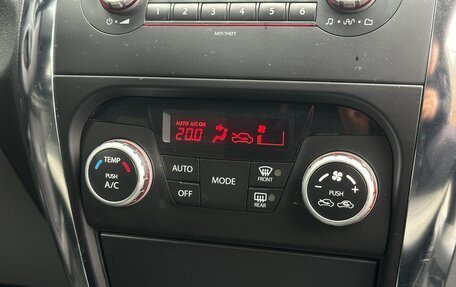 1 2 3 4 5 6
ANTI-THEFT
AUTO A/C ON
20.0
TEMP
PUSH
A/C
AUTO
OFF
MODE
FRONT
REAR
− +
PUSH